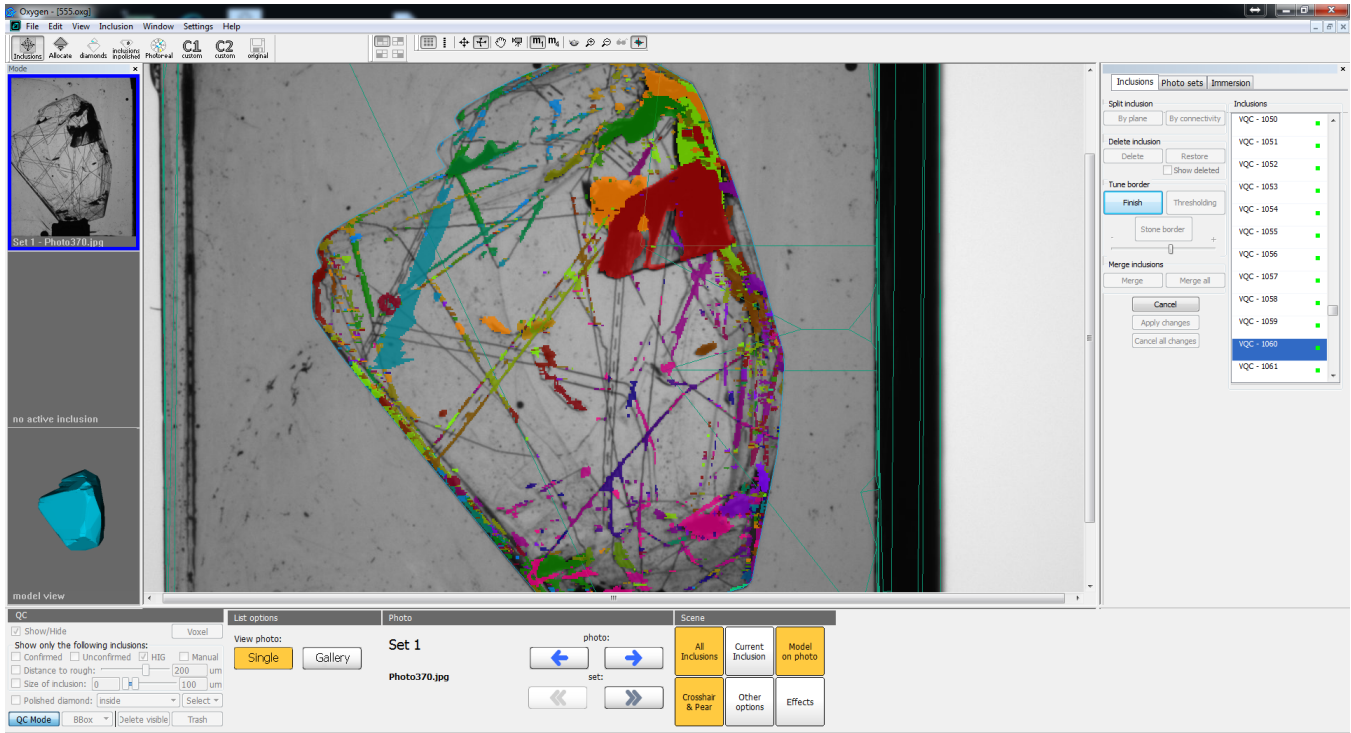 Oxygen - [555.oxg]
File Edit View Inclusion Window Settings Help
Inclusions Allocate diamonds inclusions inpolished Photoreal C1 custom C2 custom original
m1 m4
Mode
Set 1 - Photo370.jpg
no active inclusion
model view
Inclusions Photo sets Immersion
Split inclusion
By plane By connectivity
Delete inclusion
Delete Restore
Show deleted
Tune border
Finish Thresholding
Stone border
- +
Merge inclusions
Merge Merge all
Cancel
Apply changes
Cancel all changes
Inclusions
VQC - 1050
VQC - 1051
VQC - 1052
VQC - 1053
VQC - 1054
VQC - 1055
VQC - 1056
VQC - 1057
VQC - 1058
VQC - 1059
VQC - 1060
VQC - 1061
QC
Show/Hide Voxel
Show only the following inclusions:
Confirmed Unconfirmed HIG Manual
Distance to rough: 200 um
Size of inclusion: 0 100 um
Polished diamond: inside Select
QC Mode BBox Delete visible Trash
List options
View photo:
Single Gallery
Photo
Set 1
Photo370.jpg
photo:
set:
Scene
All Inclusions
Current Inclusion
Model on photo
Crosshair & Pear
Other options
Effects